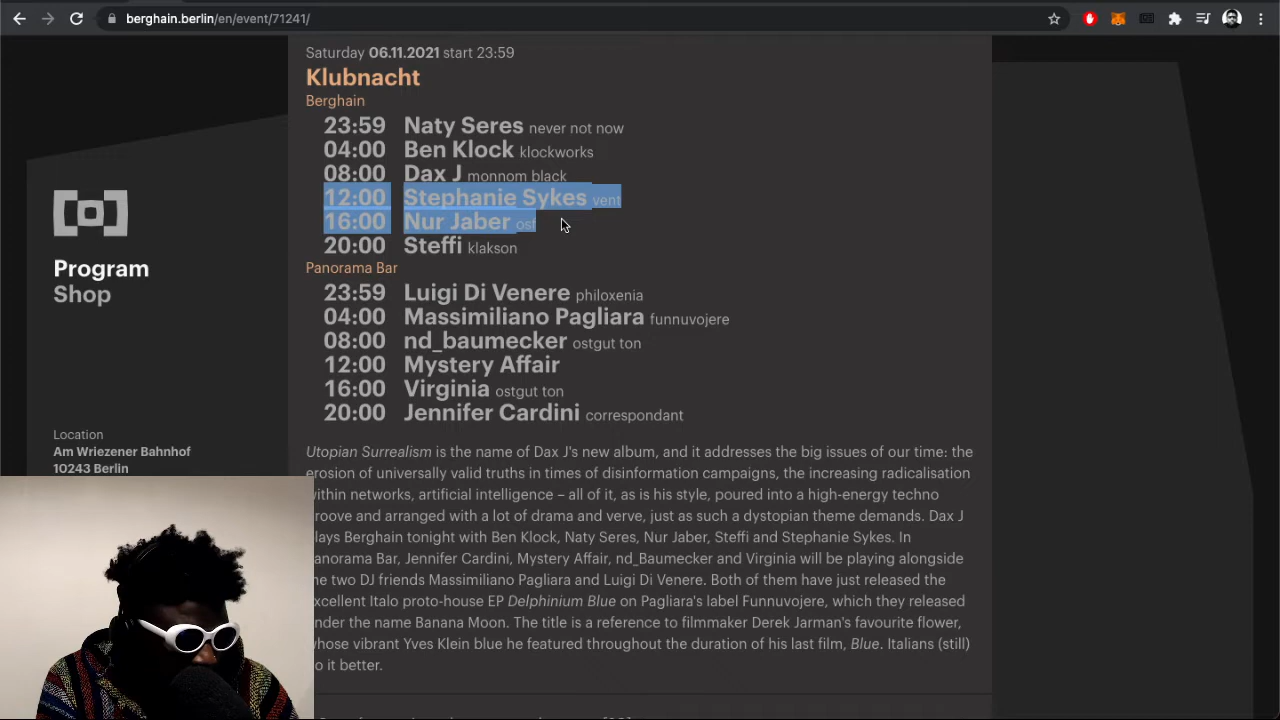 berghain.berlin/en/event/71241/
Saturday 06.11.2021 start 23:59
Klubnacht
Berghain
23:59 Naty Seres never not now
04:00 Ben Klock klockworks
08:00 Dax J monnom black
12:00 Stephanie Sykes vent
16:00 Nur Jaber osf
20:00 Steffi klakson
Panorama Bar
23:59 Luigi Di Venere philoxenia
04:00 Massimiliano Pagliara funnuvojere
08:00 nd_baumecker ostgut ton
12:00 Mystery Affair
16:00 Virginia ostgut ton
20:00 Jennifer Cardini correspondant
Utopian Surrealism is the name of Dax J's new album, and it addresses the big issues of our time: the
erosion of universally valid truths in times of disinformation campaigns, the increasing radicalisation
within networks, artificial intelligence – all of it, as is his style, poured into a high-energy techno
groove and arranged with a lot of drama and verve, just as such a dystopian theme demands. Dax J
plays Berghain tonight with Ben Klock, Naty Seres, Nur Jaber, Steffi and Stephanie Sykes. In
Panorama Bar, Jennifer Cardini, Mystery Affair, nd_Baumecker and Virginia will be playing alongside
the two DJ friends Massimiliano Pagliara and Luigi Di Venere. Both of them have just released the
excellent Italo proto-house EP Delphinium Blue on Pagliara's label Funnuvojere, which they released
under the name Banana Moon. The title is a reference to filmmaker Derek Jarman's favourite flower,
whose vibrant Yves Klein blue he featured throughout the duration of his last film, Blue. Italians (still)
do it better.
Program
Shop
Location
Am Wriezener Bahnhof
10243 Berlin